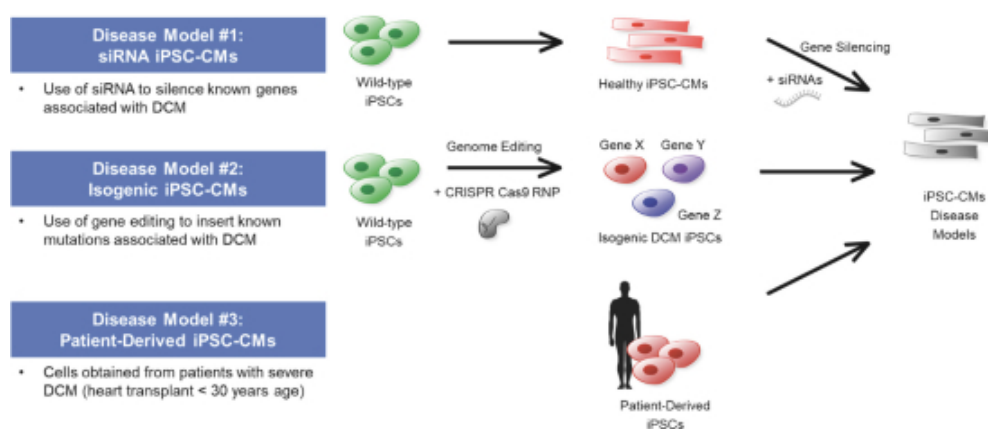 Disease Model #1:
siRNA iPSC-CMs
• Use of siRNA to silence known genes
associated with DCM
Wild-type
iPSCs
Healthy iPSC-CMs
Gene Silencing
+ siRNAs
Disease Model #2:
Isogenic iPSC-CMs
• Use of gene editing to insert known
mutations associated with DCM
Wild-type
iPSCs
Genome Editing
+ CRISPR Cas9 RNP
Gene X
Gene Y
Gene Z
Isogenic DCM iPSCs
iPSC-CMs
Disease
Models
Disease Model #3:
Patient-Derived iPSC-CMs
• Cells obtained from patients with severe
DCM (heart transplant < 30 years age)
Patient-Derived
iPSCs